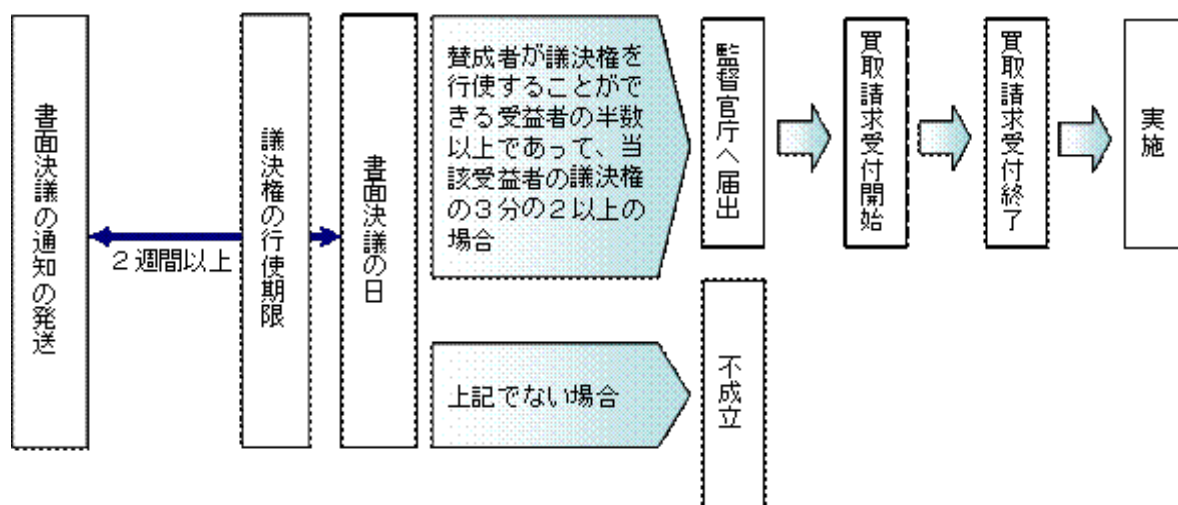 書面決議の通知の発送
2週間以上
議決権の行使期限
書面決議の日
賛成者が議決権を
行使することがで
きる受益者の半数
以上であって、当
該受益者の議決権
の3分の2以上の
場合
監督官庁へ届出
買取請求受付開始
買取請求受付終了
実施
上記でない場合
不成立